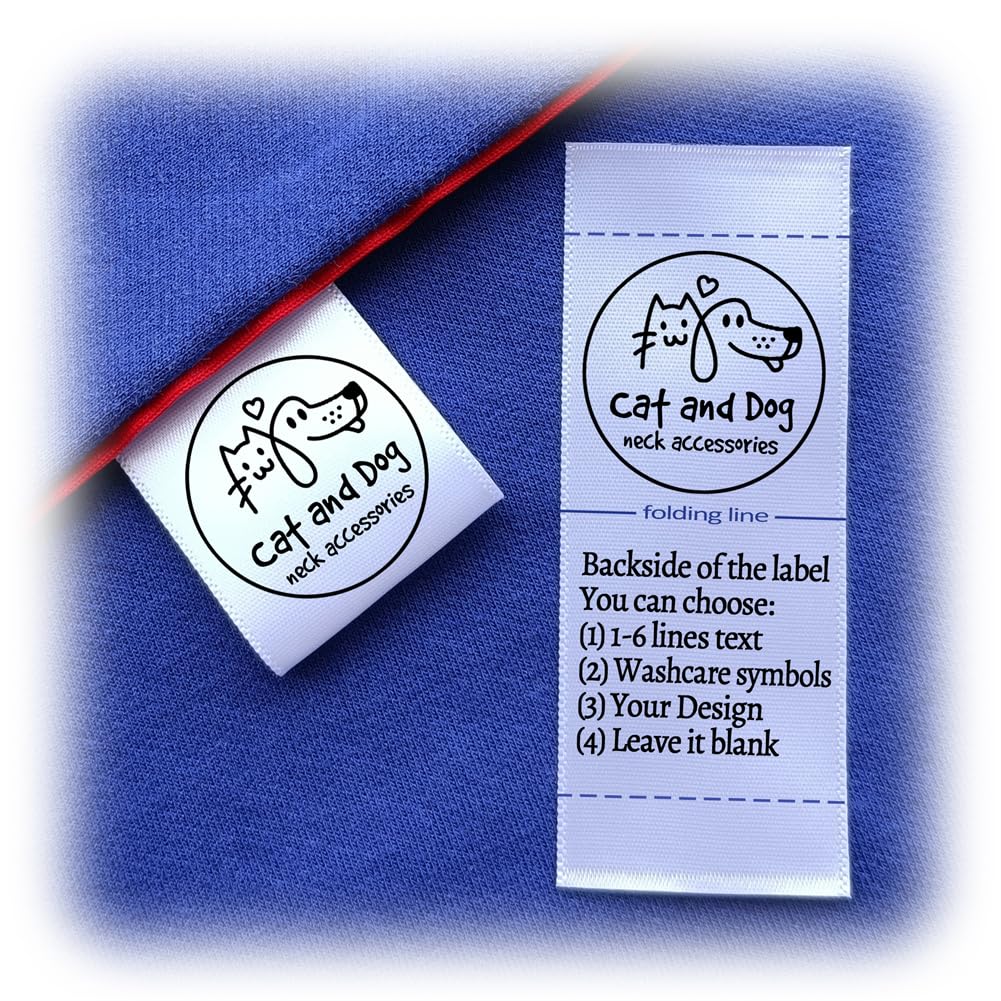 Cat and Dog
neck accessories
Cat and Dog
neck accessories
folding line
Backside of the label
You can choose:
(1) 1-6 lines text
(2) Washcare symbols
(3) Your Design
(4) Leave it blank